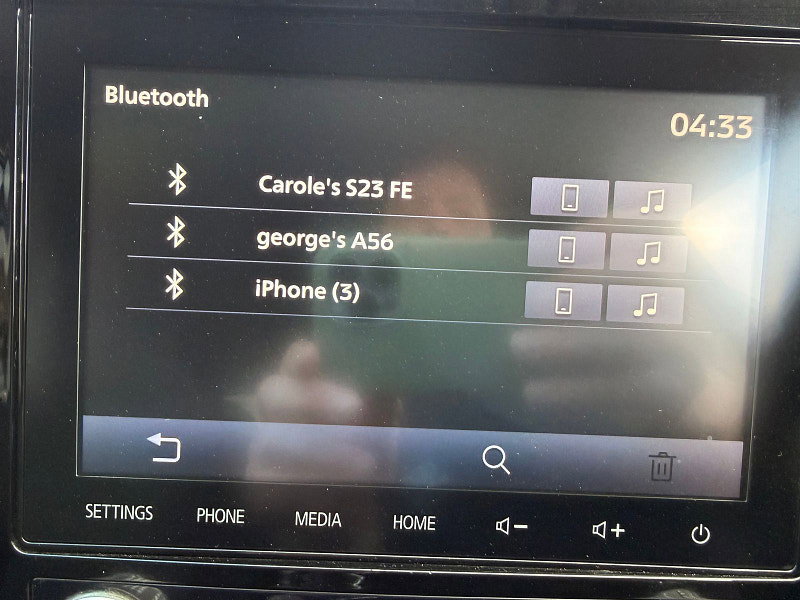 Bluetooth
04:33
Carole's S23 FE
george's A56
iPhone (3)
SETTINGS PHONE MEDIA HOME